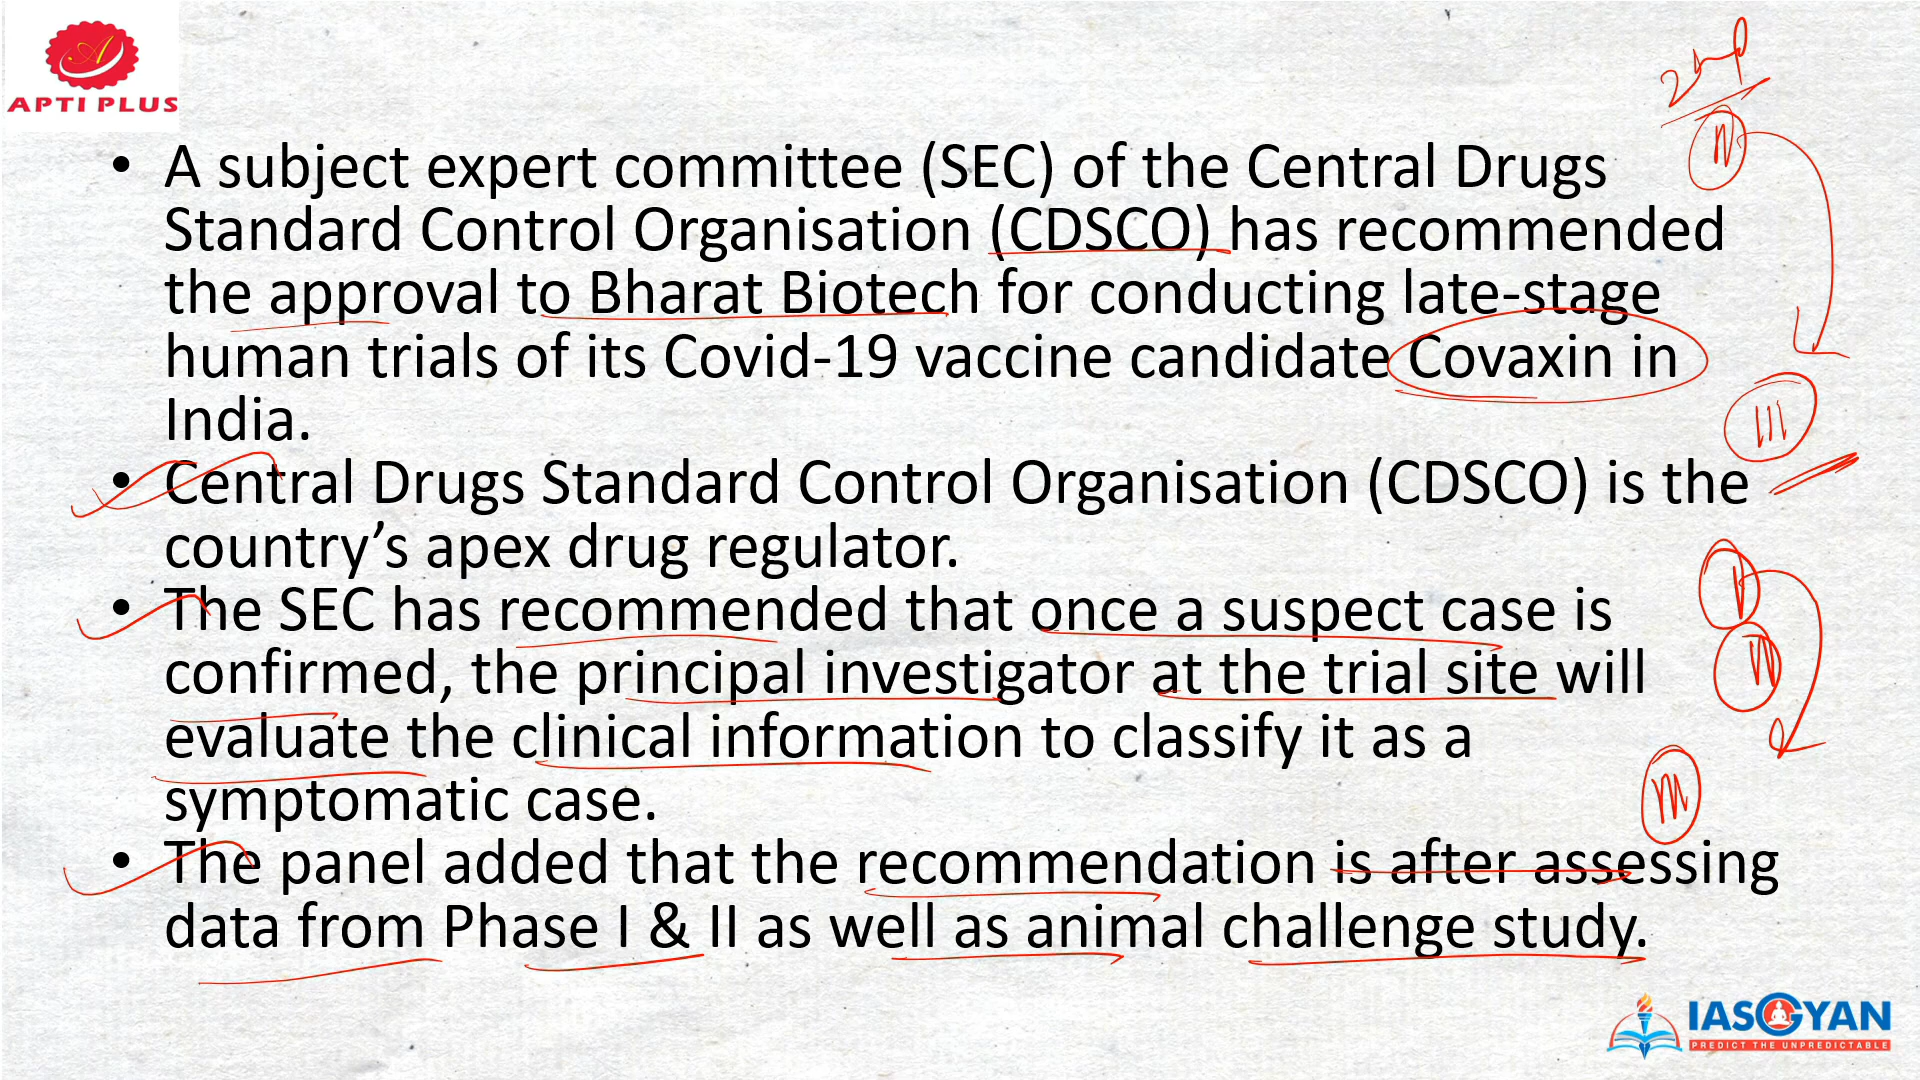 APTI PLUS
• A subject expert committee (SEC) of the Central Drugs
Standard Control Organisation (CDSCO) has recommended
the approval to Bharat Biotech for conducting late-stage
human trials of its Covid-19 vaccine candidate Covaxin in
India.
• Central Drugs Standard Control Organisation (CDSCO) is the
country’s apex drug regulator.
• The SEC has recommended that once a suspect case is
confirmed, the principal investigator at the trial site will
evaluate the clinical information to classify it as a
symptomatic case.
• The panel added that the recommendation is after assessing
data from Phase I & II as well as animal challenge study.
III
IASGYAN
PREDICT THE UNPREDICTABLE